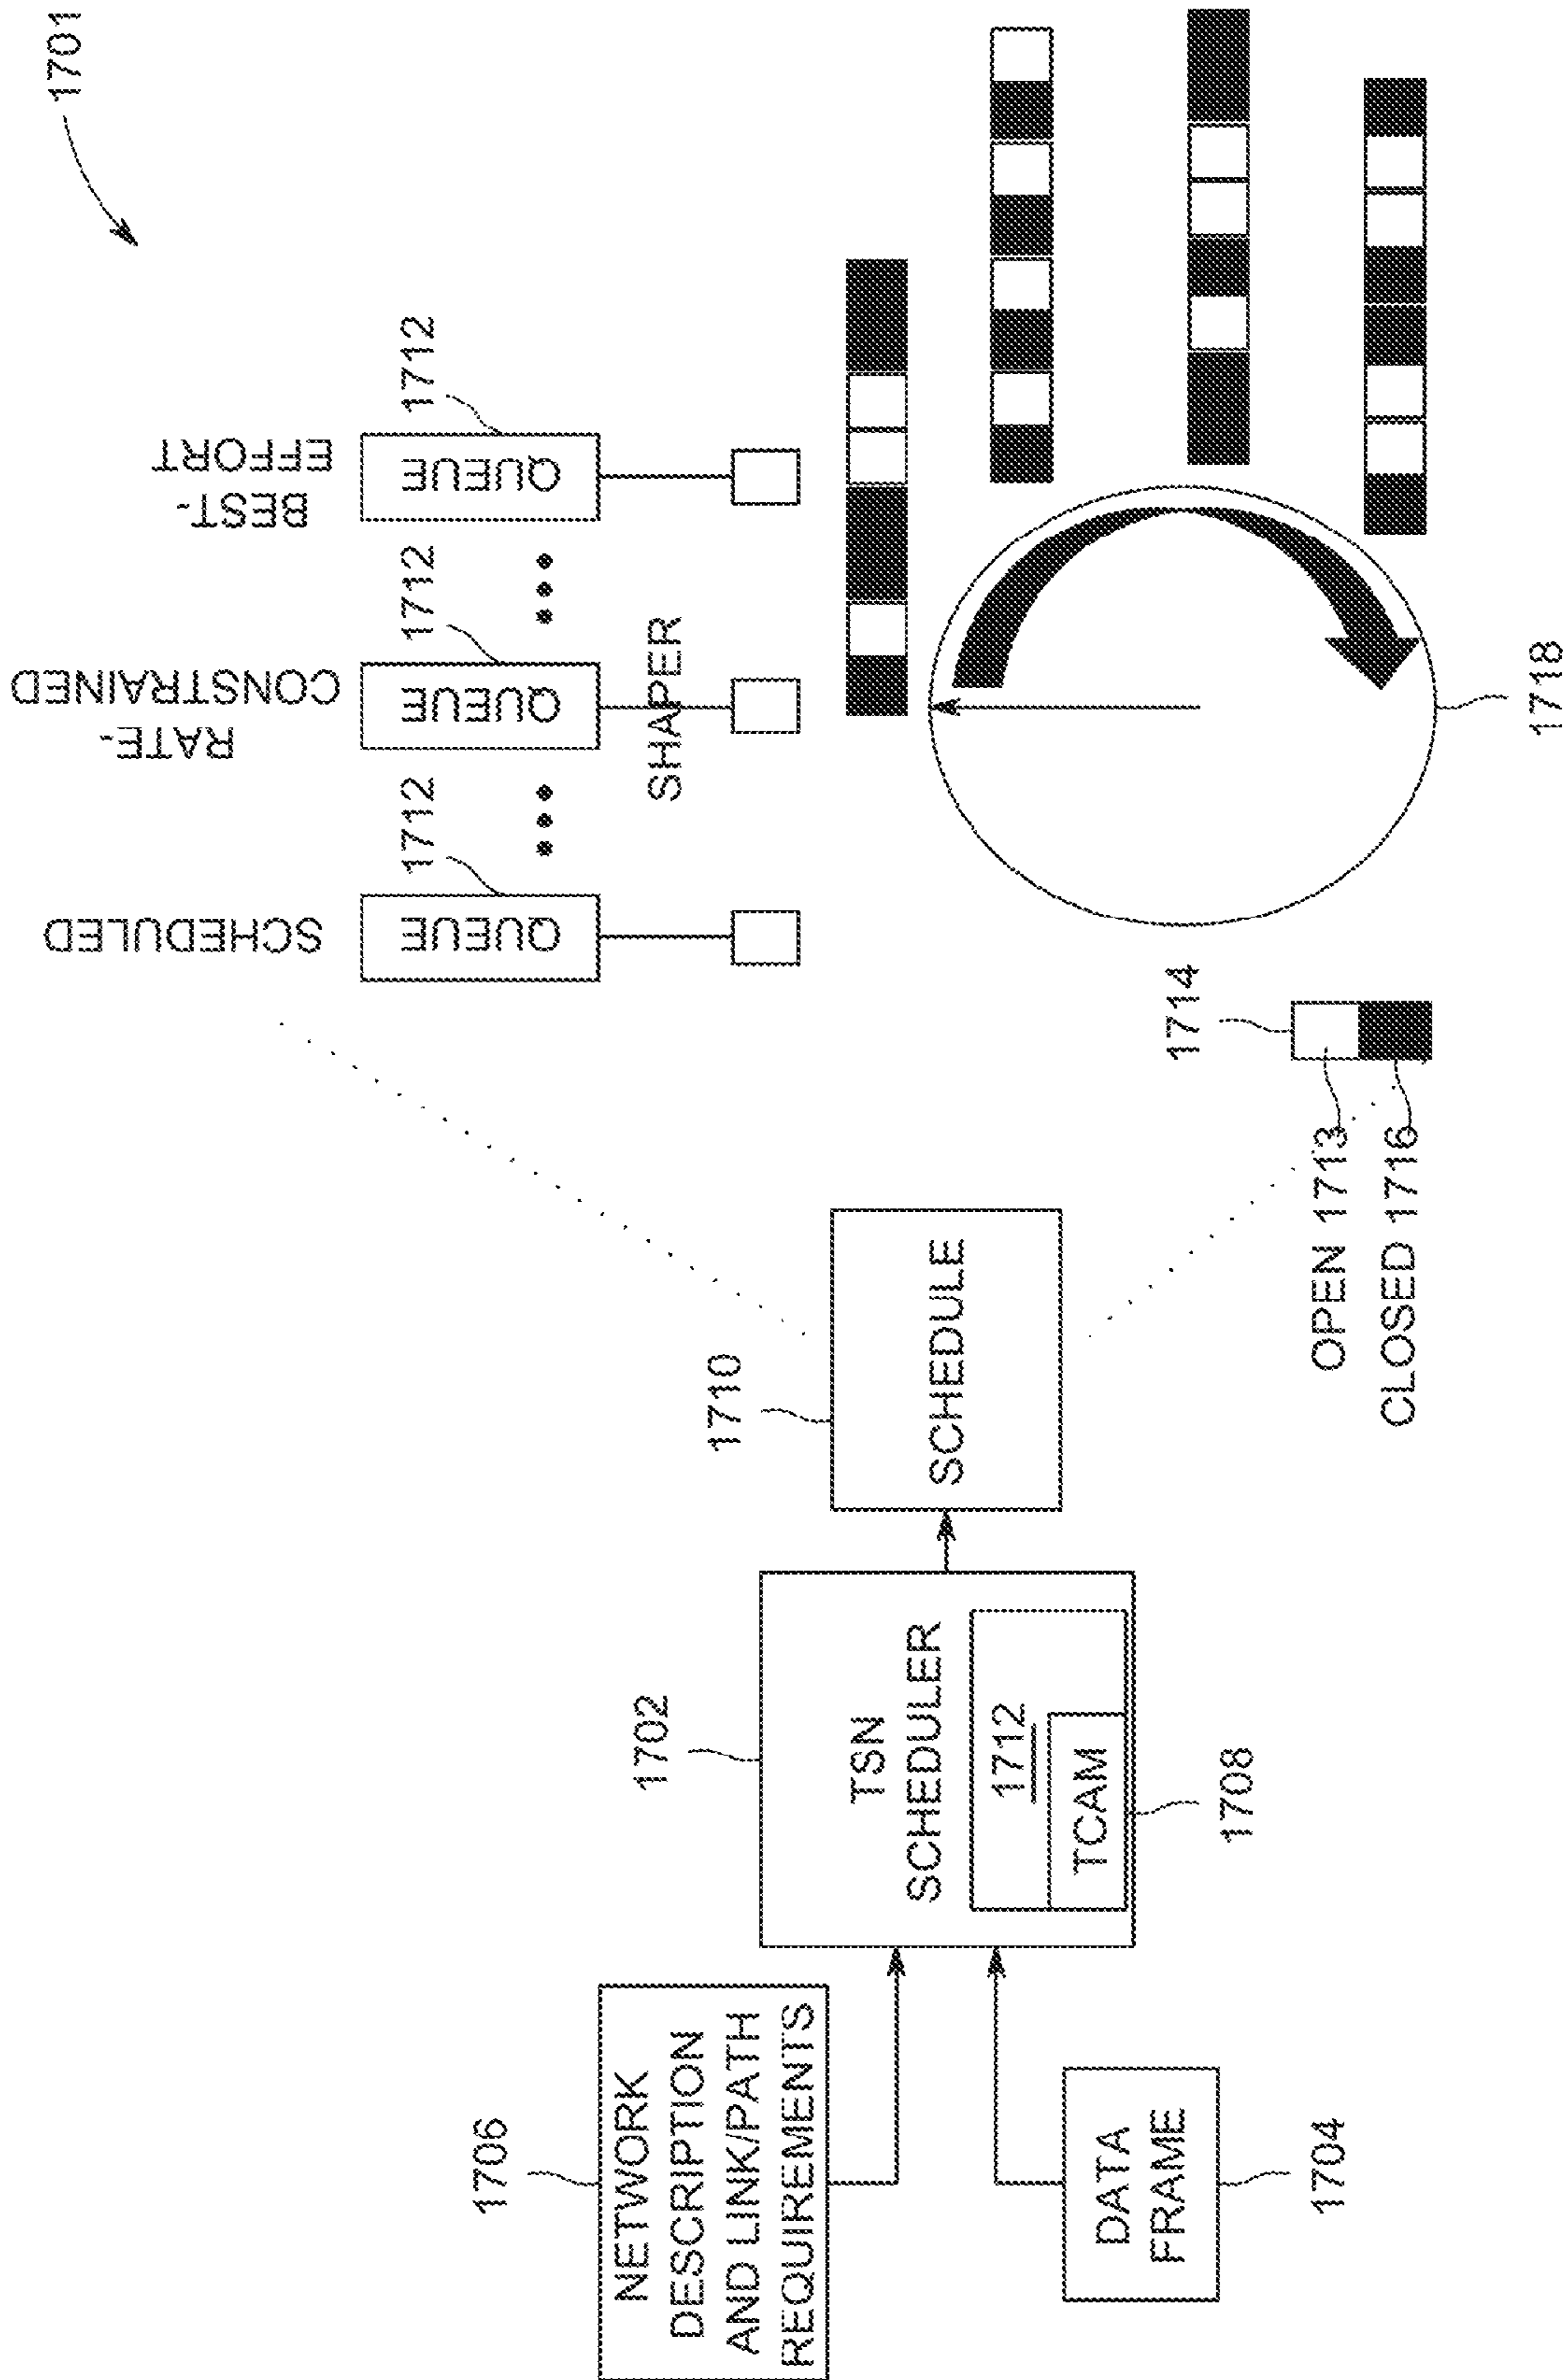 1701
SCHEDULED
RATE-
CONSTRAINED
BEST-
EFFORT
1712
1712
1712
QUEUE
QUEUE
QUEUE
SHAPER
1706
NETWORK
DESCRIPTION
AND LINK/PATH
REQUIREMENTS
1702
TSN
SCHEDULER
1712
TCAM
1708
1710
SCHEDULE
DATA
FRAME
1704
1714
OPEN 1713
CLOSED 1716
1718